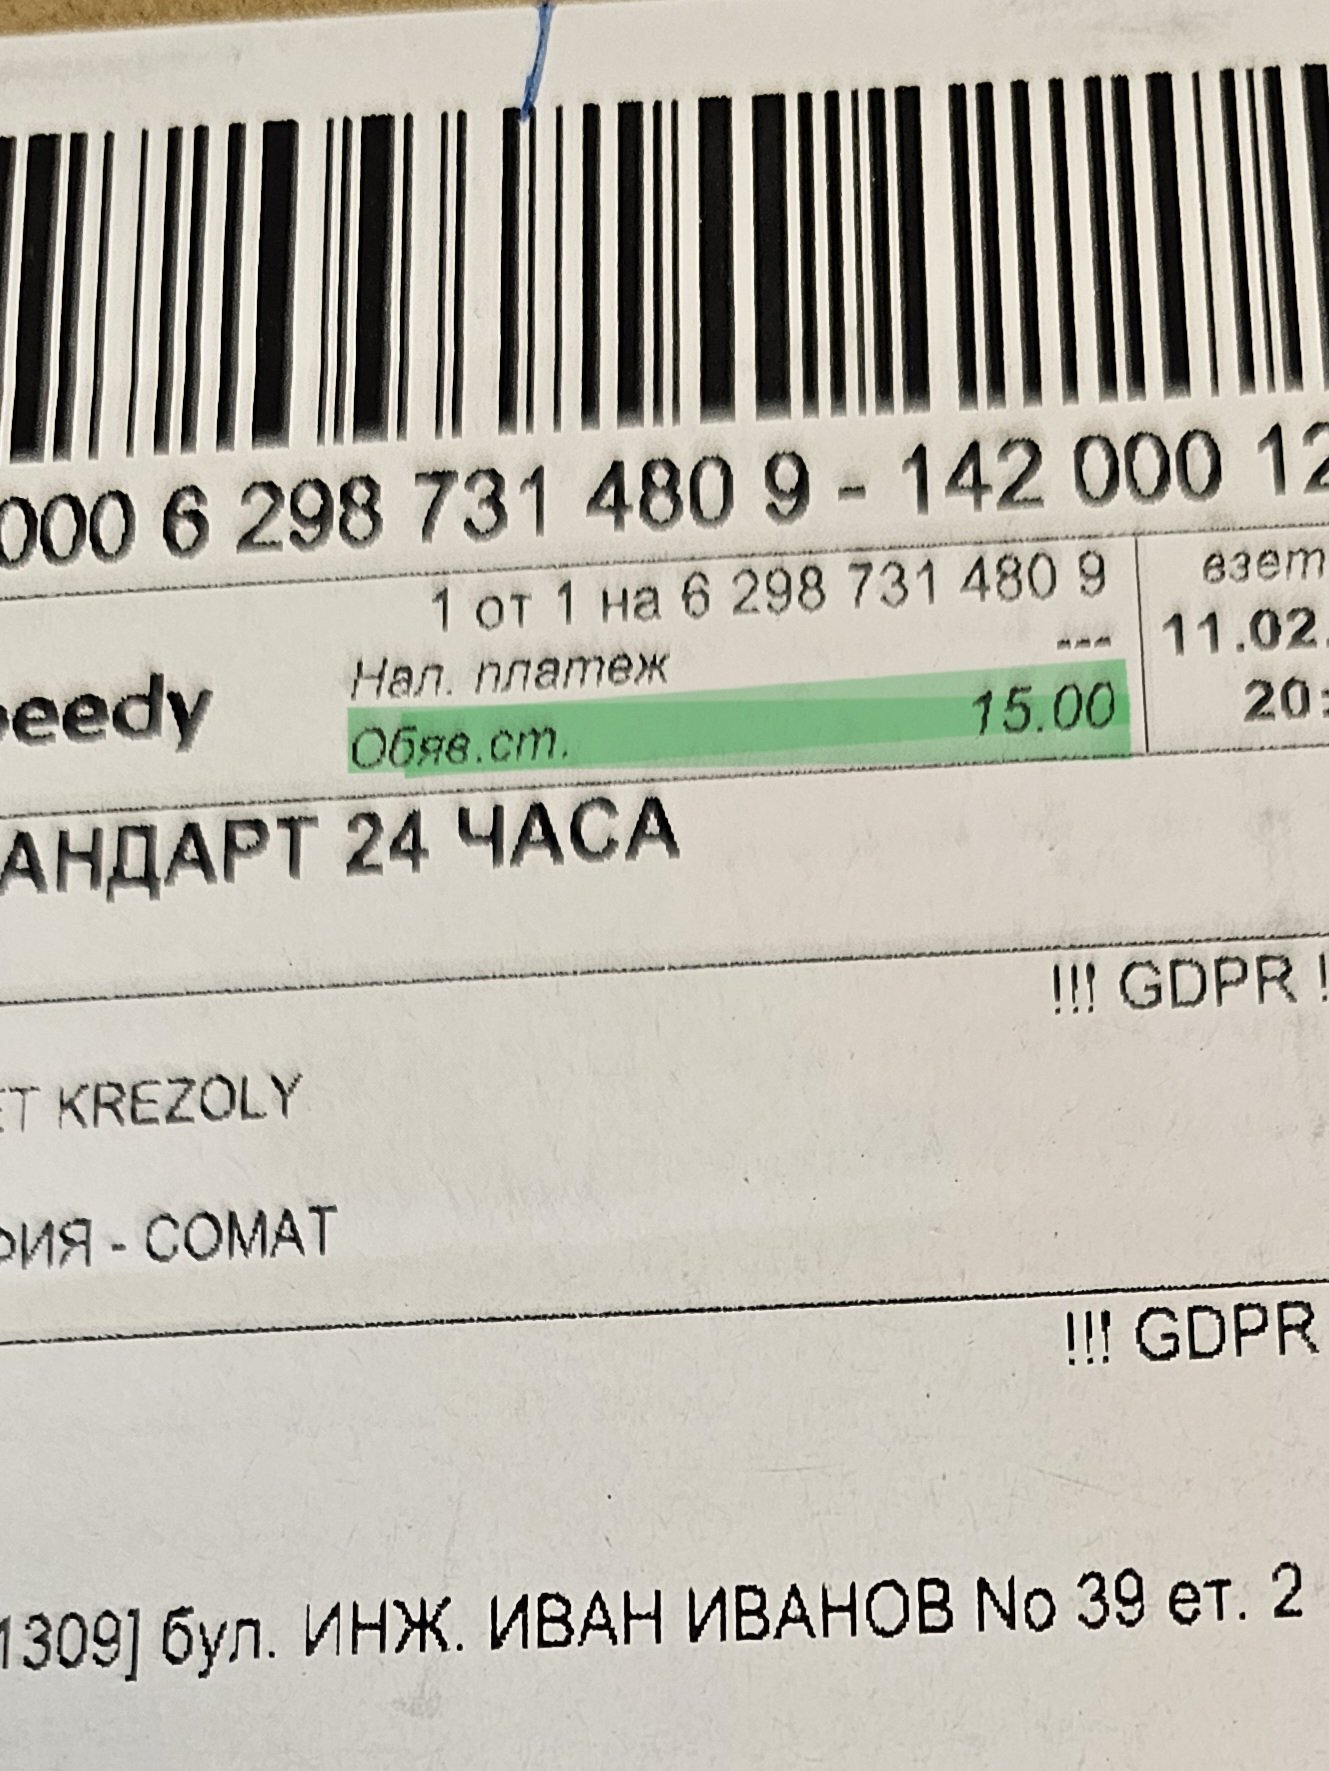 000 6 298 731 480 9 - 142 000 12
1 от 1 на 6 298 731 480 9
взет
Нал. платеж ---
11.02.
peedy
Обяв.ст. 15.00
20:
АНДАРТ 24 ЧАСА
!!! GDPR !
ET KREZOLY
ФИЯ - СОМАТ
!!! GDPR
1309] бул. ИНЖ. ИВАН ИВАНОВ No 39 ет. 2